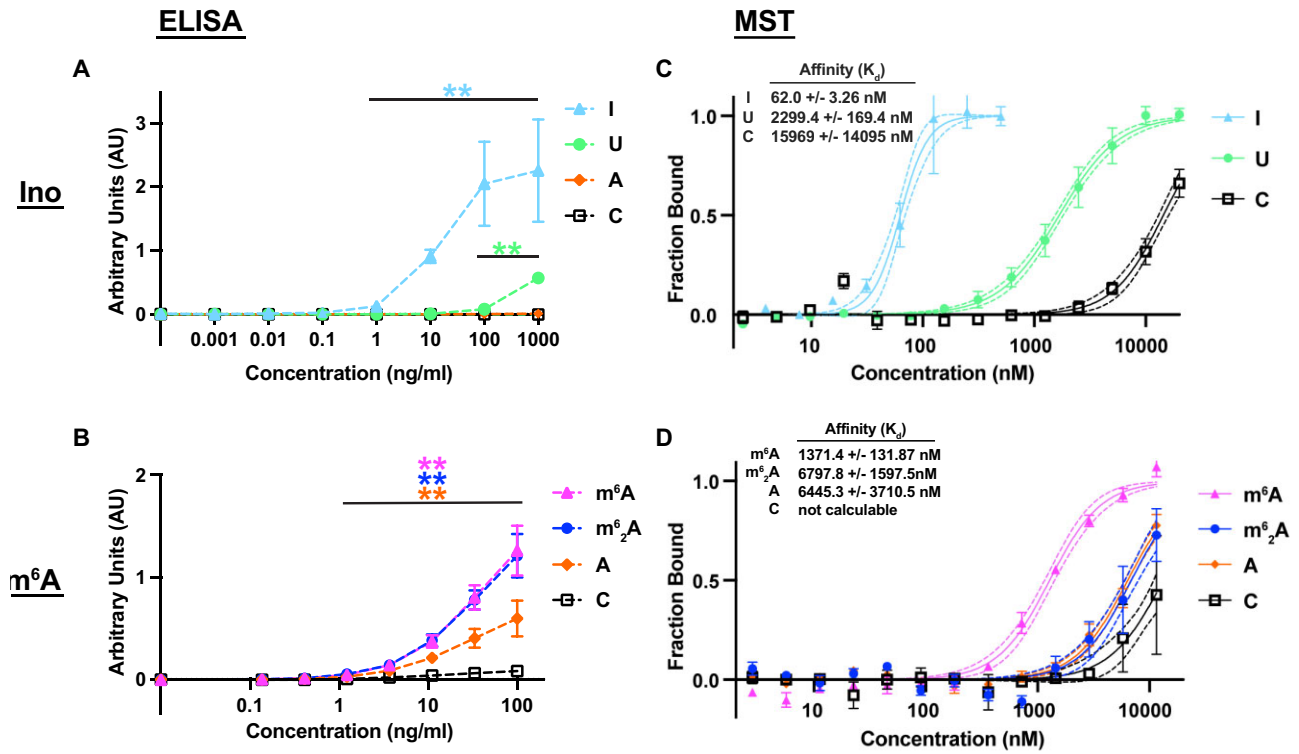 ELISA
MST
Ino
m⁶A
A
**
**
3
2
1
0
0.001 0.01 0.1 1 10 100 1000
Arbitrary Units (AU)
Concentration (ng/ml)
I
U
A
C
C
Affinity (Kd)
I 62.0 +/- 3.26 nM
U 2299.4 +/- 169.4 nM
C 15969 +/- 14095 nM
1.0
0.5
0.0
10 100 1000 10000
Fraction Bound
Concentration (nM)
I
U
C
B
**
**
**
2
1
0
0.1 1 10 100
Arbitrary Units (AU)
Concentration (ng/ml)
m⁶A
m⁶₂A
A
C
D
Affinity (Kd)
m⁶A 1371.4 +/- 131.87 nM
m⁶₂A 6797.8 +/- 1597.5nM
A 6445.3 +/- 3710.5 nM
C not calculable
1.0
0.5
0.0
10 100 1000 10000
Fraction Bound
Concentration (nM)
m⁶A
m⁶₂A
A
C